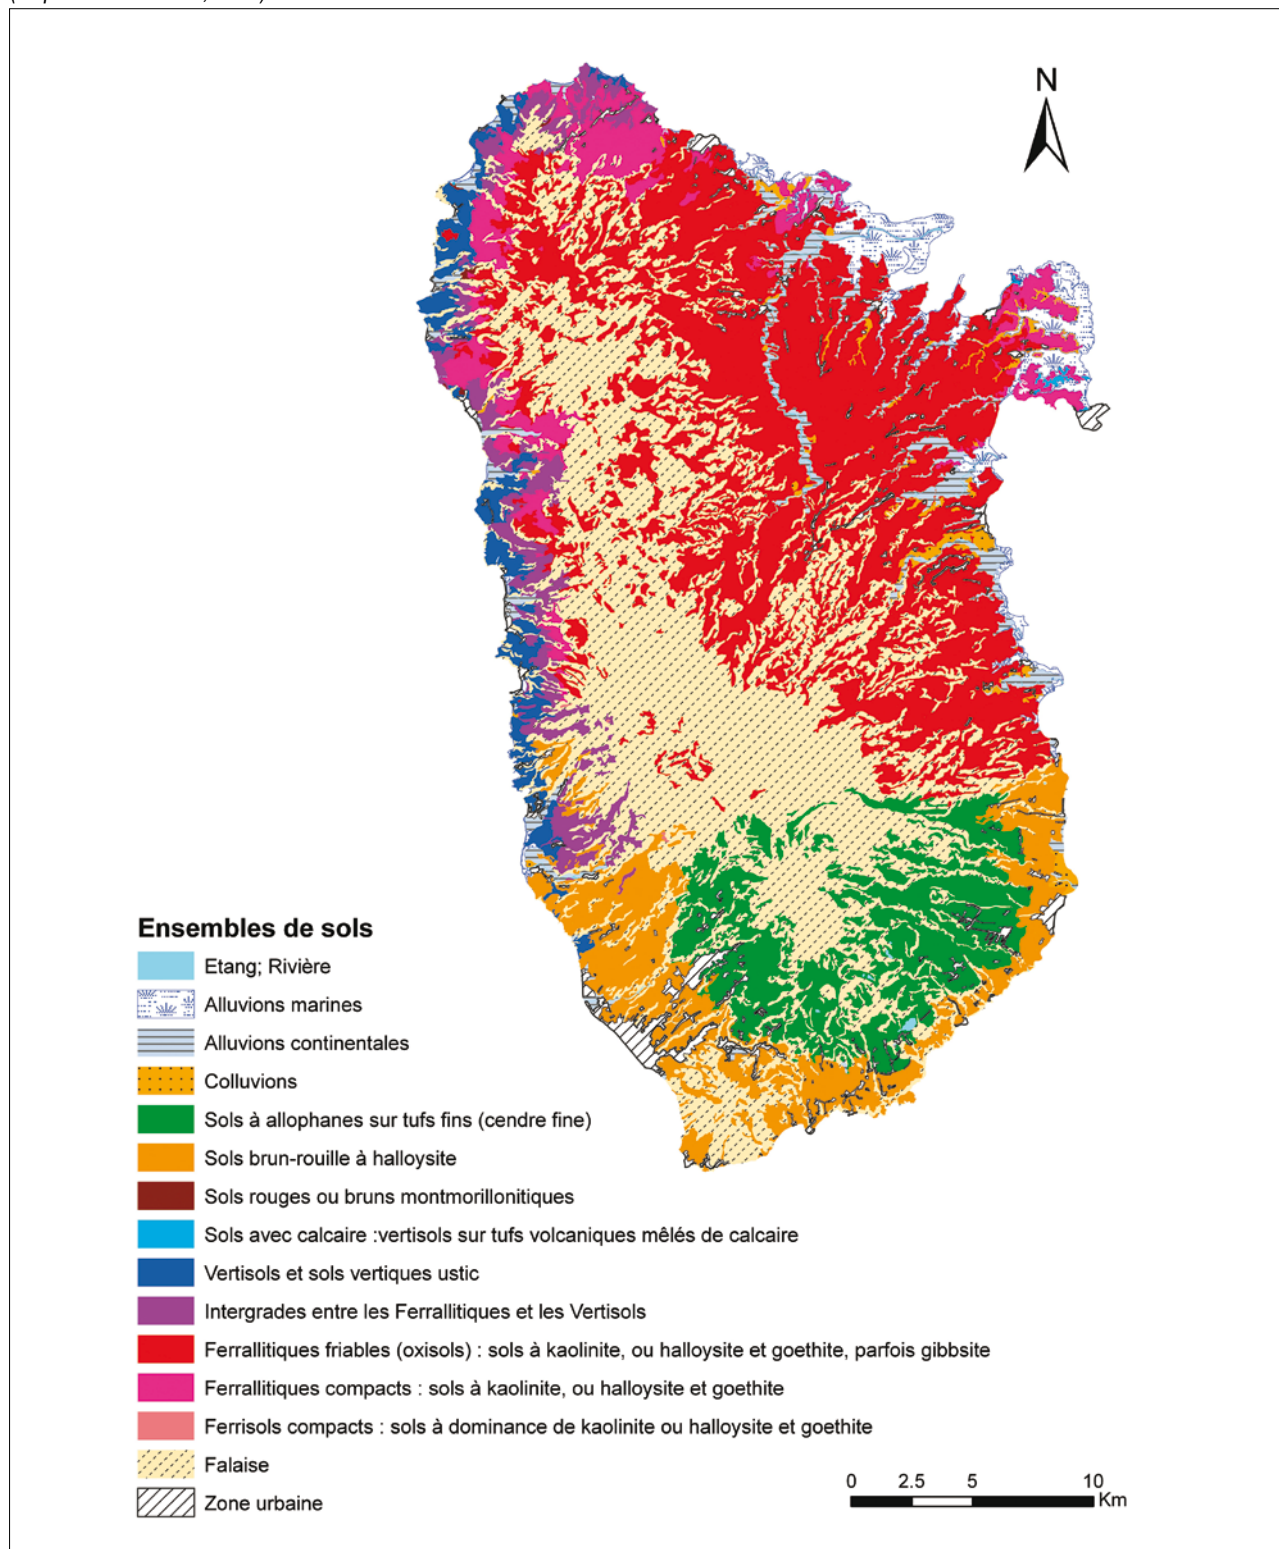 N
Ensembles de sols
Etang; Rivière
Alluvions marines
Alluvions continentales
Colluvions
Sols à allophanes sur tufs fins (cendre fine)
Sols brun-rouille à halloysite
Sols rouges ou bruns montmorillonitiques
Sols avec calcaire :vertisols sur tufs volcaniques mêlés de calcaire
Vertisols et sols vertiques ustic
Intergrades entre les Ferrallitiques et les Vertisols
Ferrallitiques friables (oxisols) : sols à kaolinite, ou halloysite et goethite, parfois gibbsite
Ferrallitiques compacts : sols à kaolinite, ou halloysite et goethite
Ferrisols compacts : sols à dominance de kaolinite ou halloysite et goethite
Falaise
Zone urbaine
0 2.5 5 10
Km